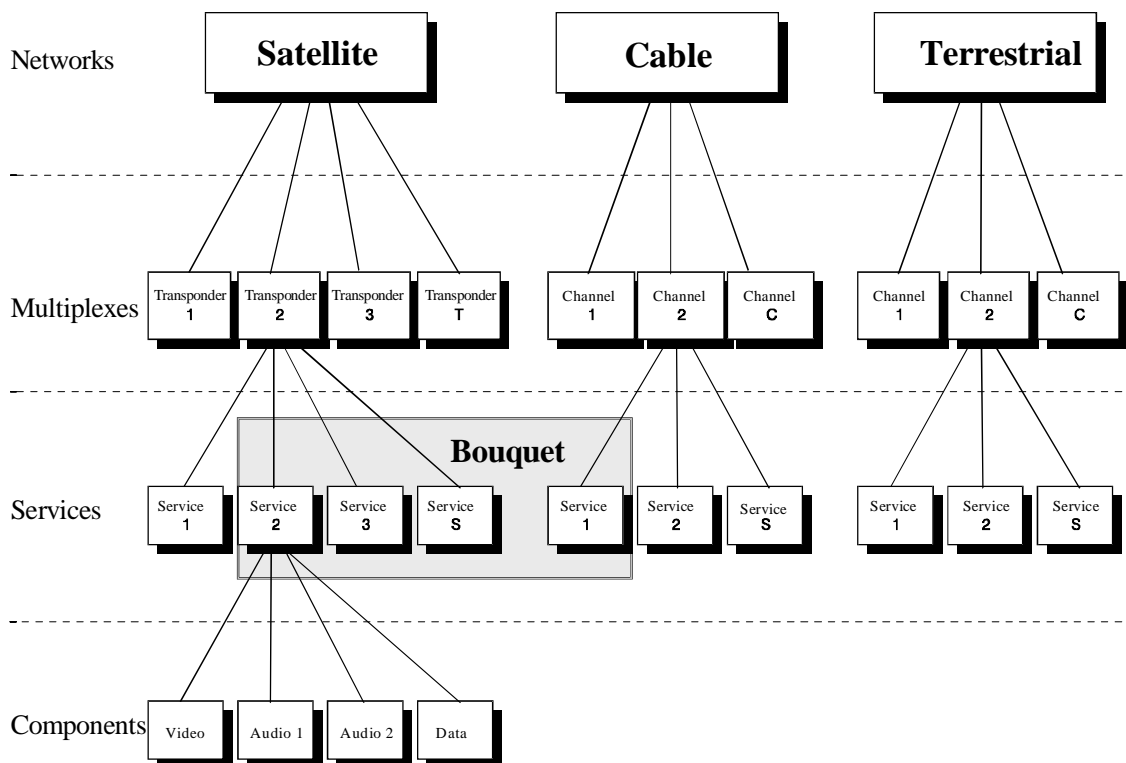 Networks
Satellite
Cable
Terrestrial
Multiplexes
Transponder
1
Transponder
2
Transponder
3
Transponder
T
Channel
1
Channel
2
Channel
C
Channel
1
Channel
2
Channel
C
Bouquet
Services
Service
1
Service
2
Service
3
Service
S
Service
1
Service
2
Service
S
Service
1
Service
2
Service
S
Components
Video
Audio 1
Audio 2
Data